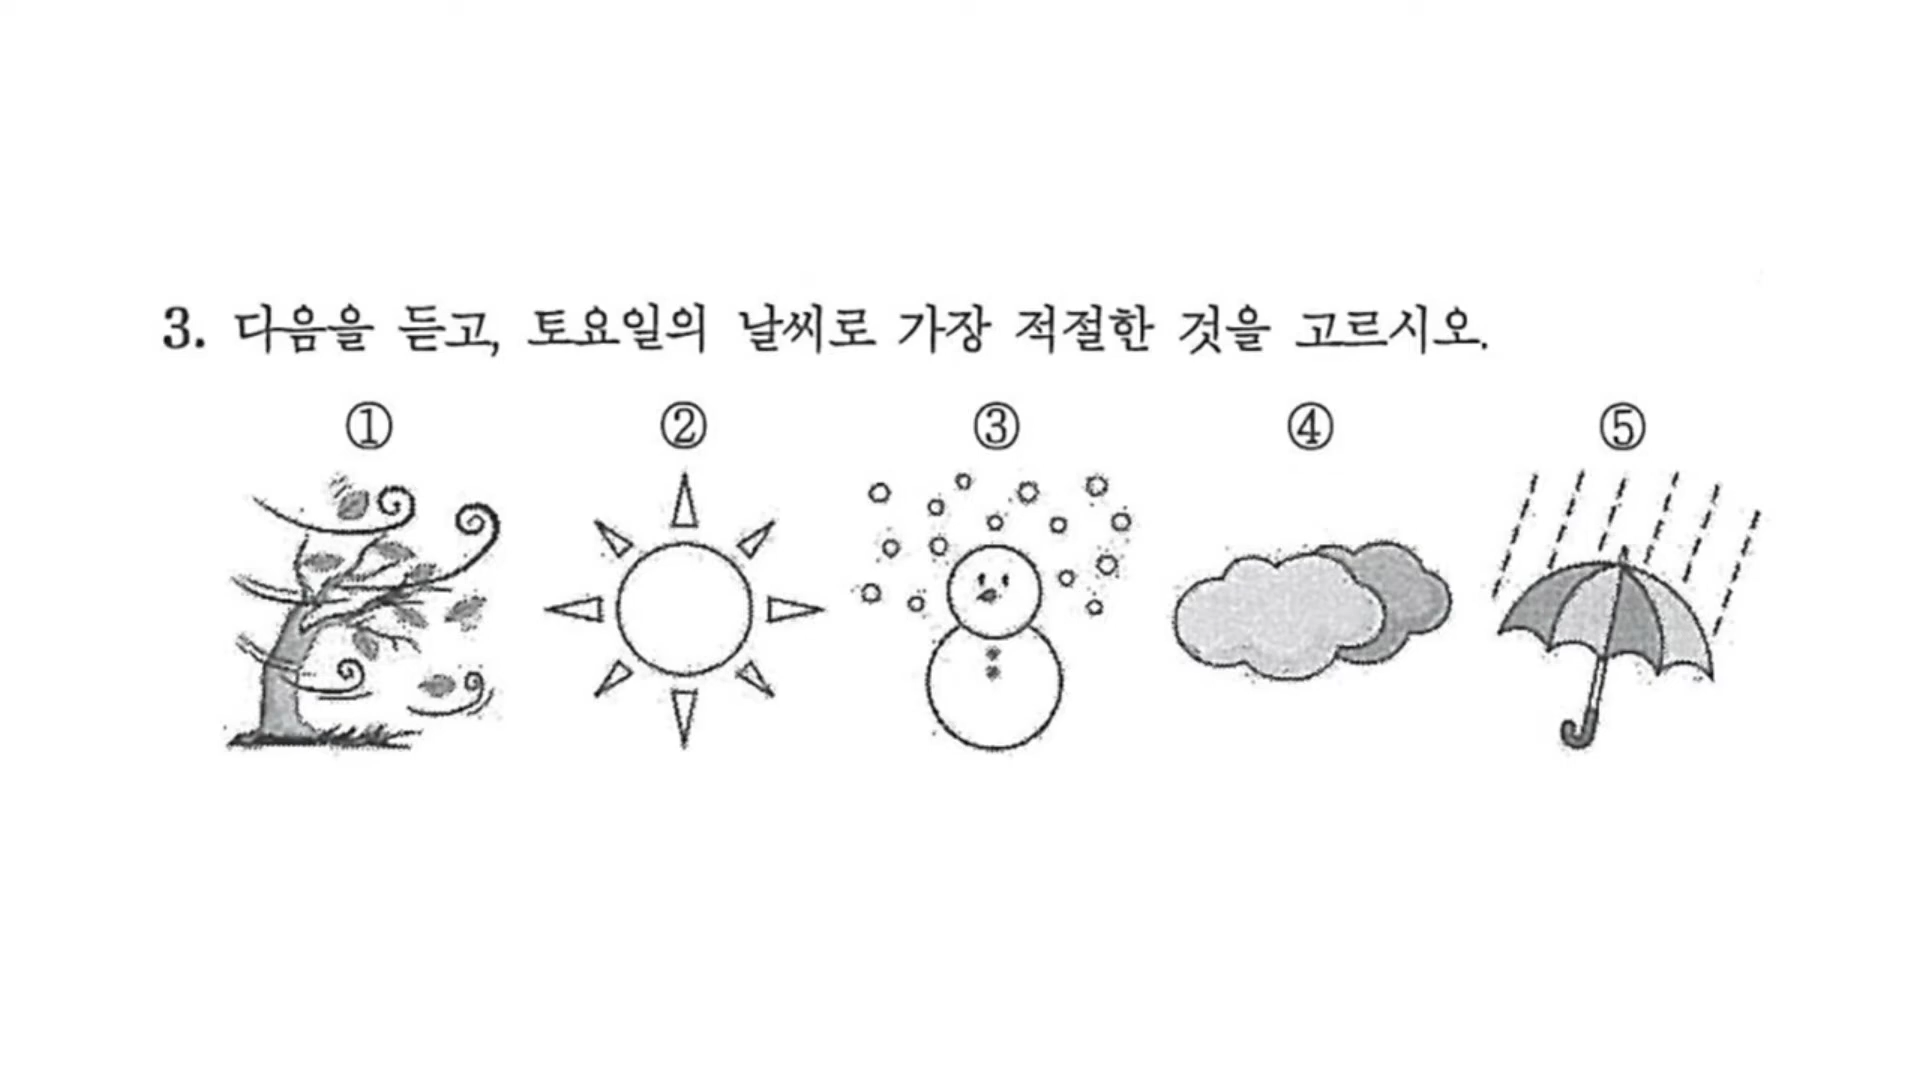 3. 다음을 듣고, 토요일의 날씨로 가장 적절한 것을 고르시오.
① ② ③ ④ ⑤